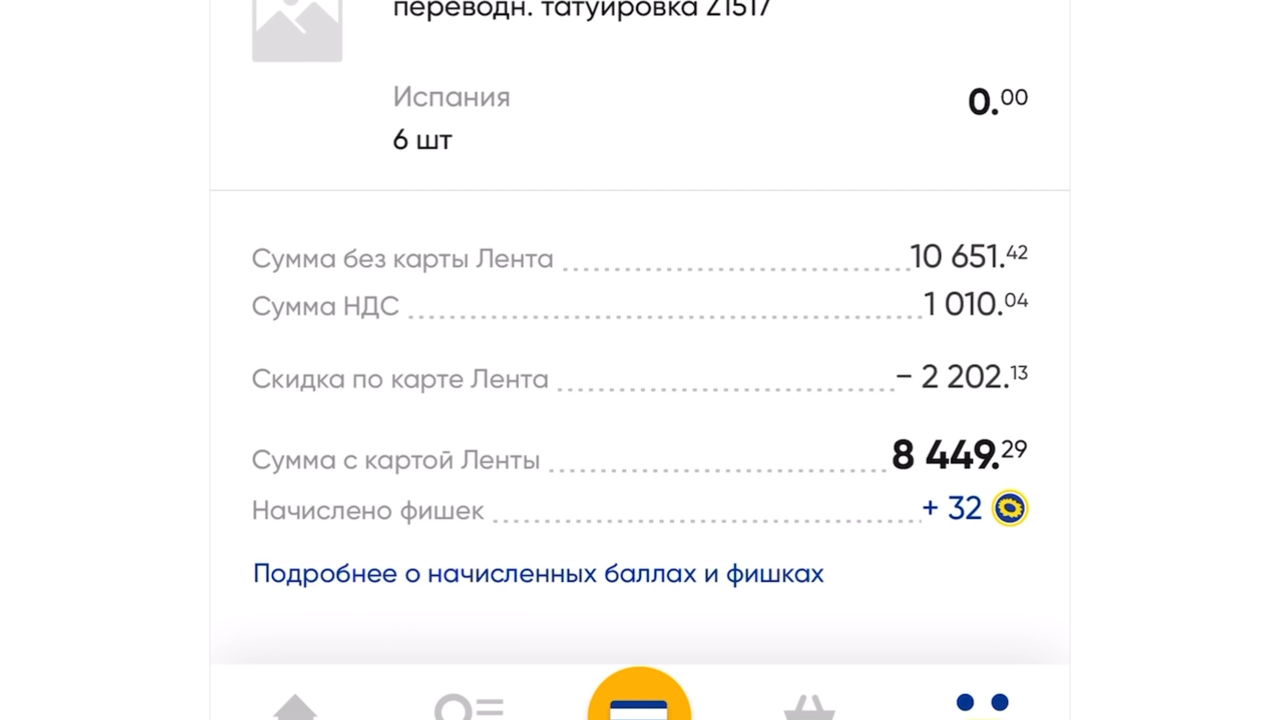 переводн. татуировка Z1517
Испания
0.00
6 шт
Сумма без карты Лента 10 651.42
Сумма НДС 1 010.04
Скидка по карте Лента – 2 202.13
Сумма с картой Ленты 8 449.29
Начислено фишек + 32
Подробнее о начисленных баллах и фишках